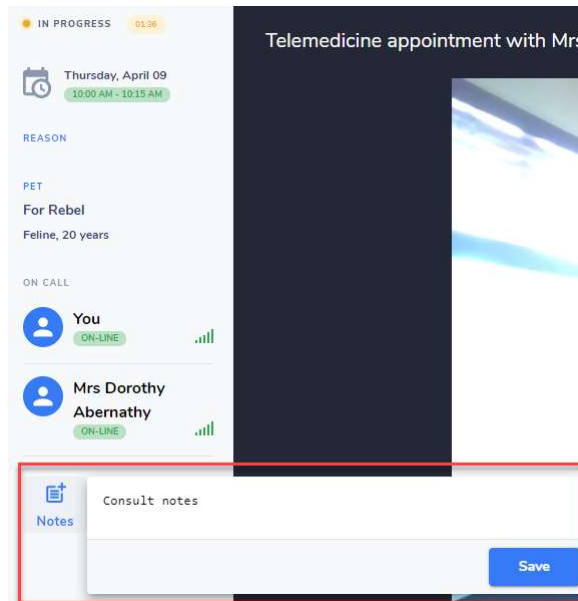 IN PROGRESS 01:36
Telemedicine appointment with Mrs
Thursday, April 09
10:00 AM - 10:15 AM
REASON
PET
For Rebel
Feline, 20 years
ON CALL
You
ON-LINE
Mrs Dorothy
Abernathy
ON-LINE
Notes
Consult notes
Save